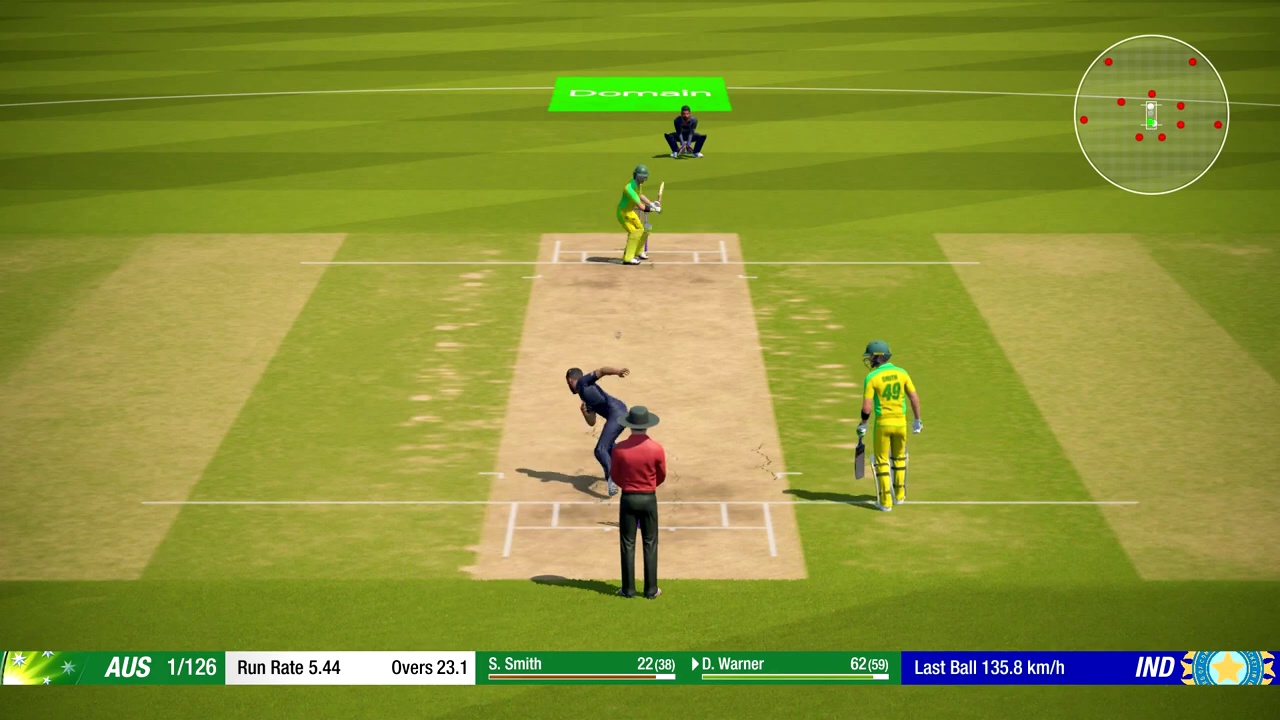 Domain
SMITH
49
AUS 1/126 Run Rate 5.44 Overs 23.1 S. Smith 22 (38) D. Warner 62 (59) Last Ball 135.8 km/h IND